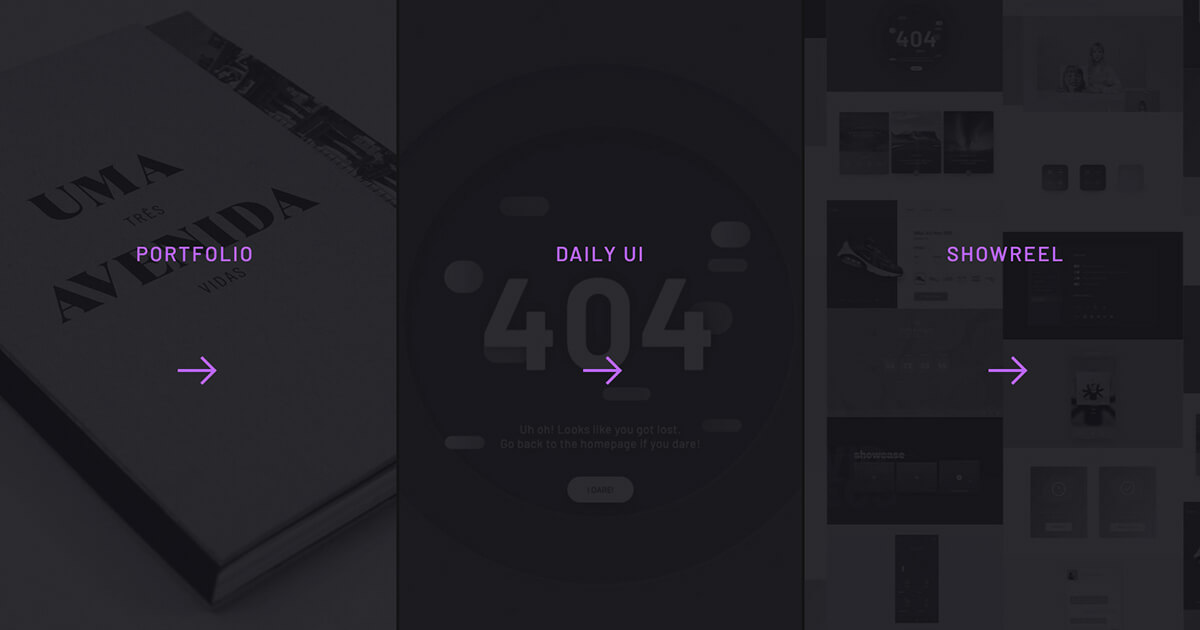 UMA
TRÊS
AVENIDA
VIDAS
PORTFOLIO
DAILY UI
404
Uh oh! Looks like you got lost.
Go back to the homepage if you dare!
I DARE!
SHOWREEL
404
showcase